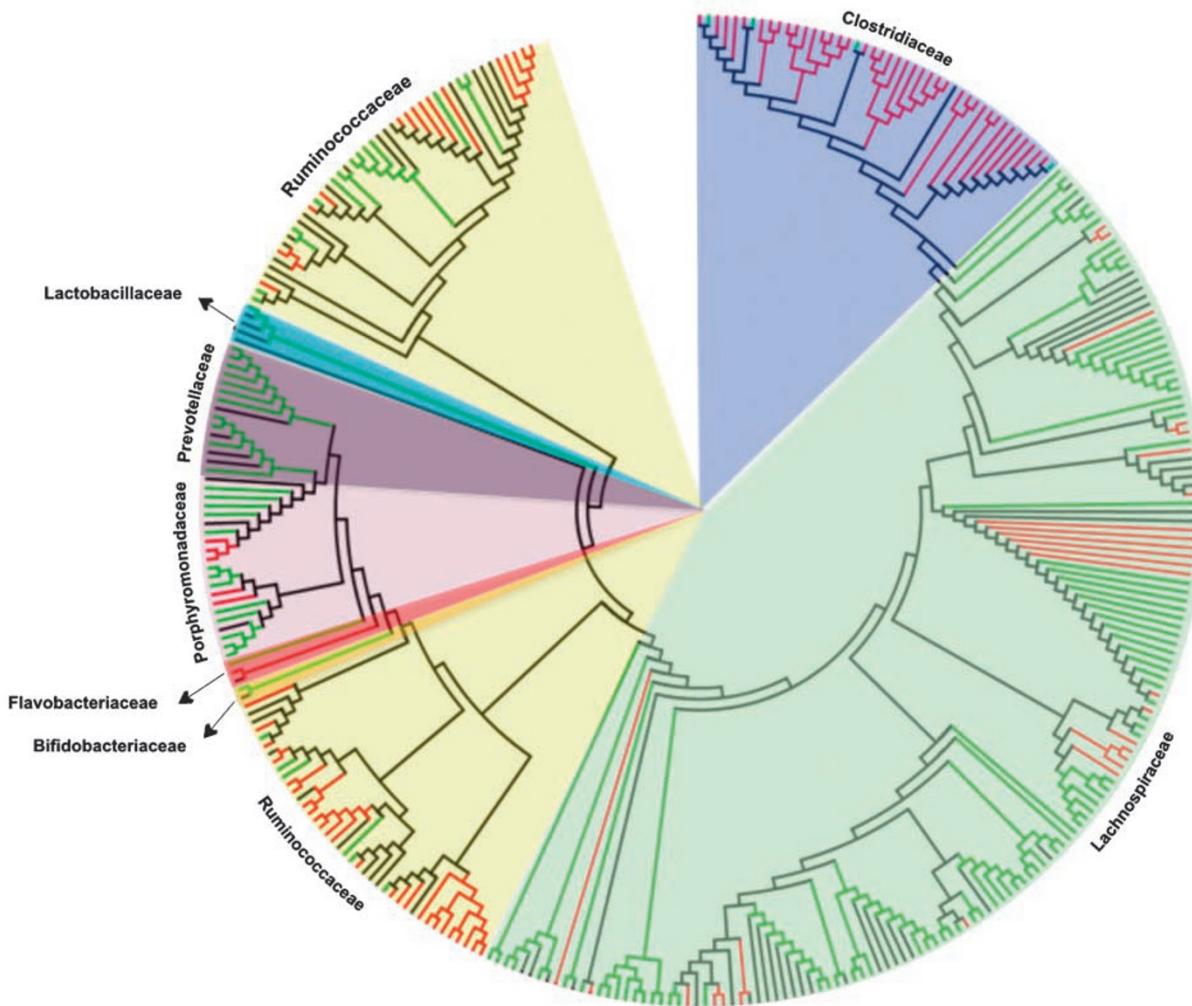 Clostridiaceae
Ruminococcaceae
Lactobacillaceae
Prevotellaceae
Porphyromonadaceae
Flavobacteriaceae
Bifidobacteriaceae
Ruminococcaceae
Lachnospiraceae